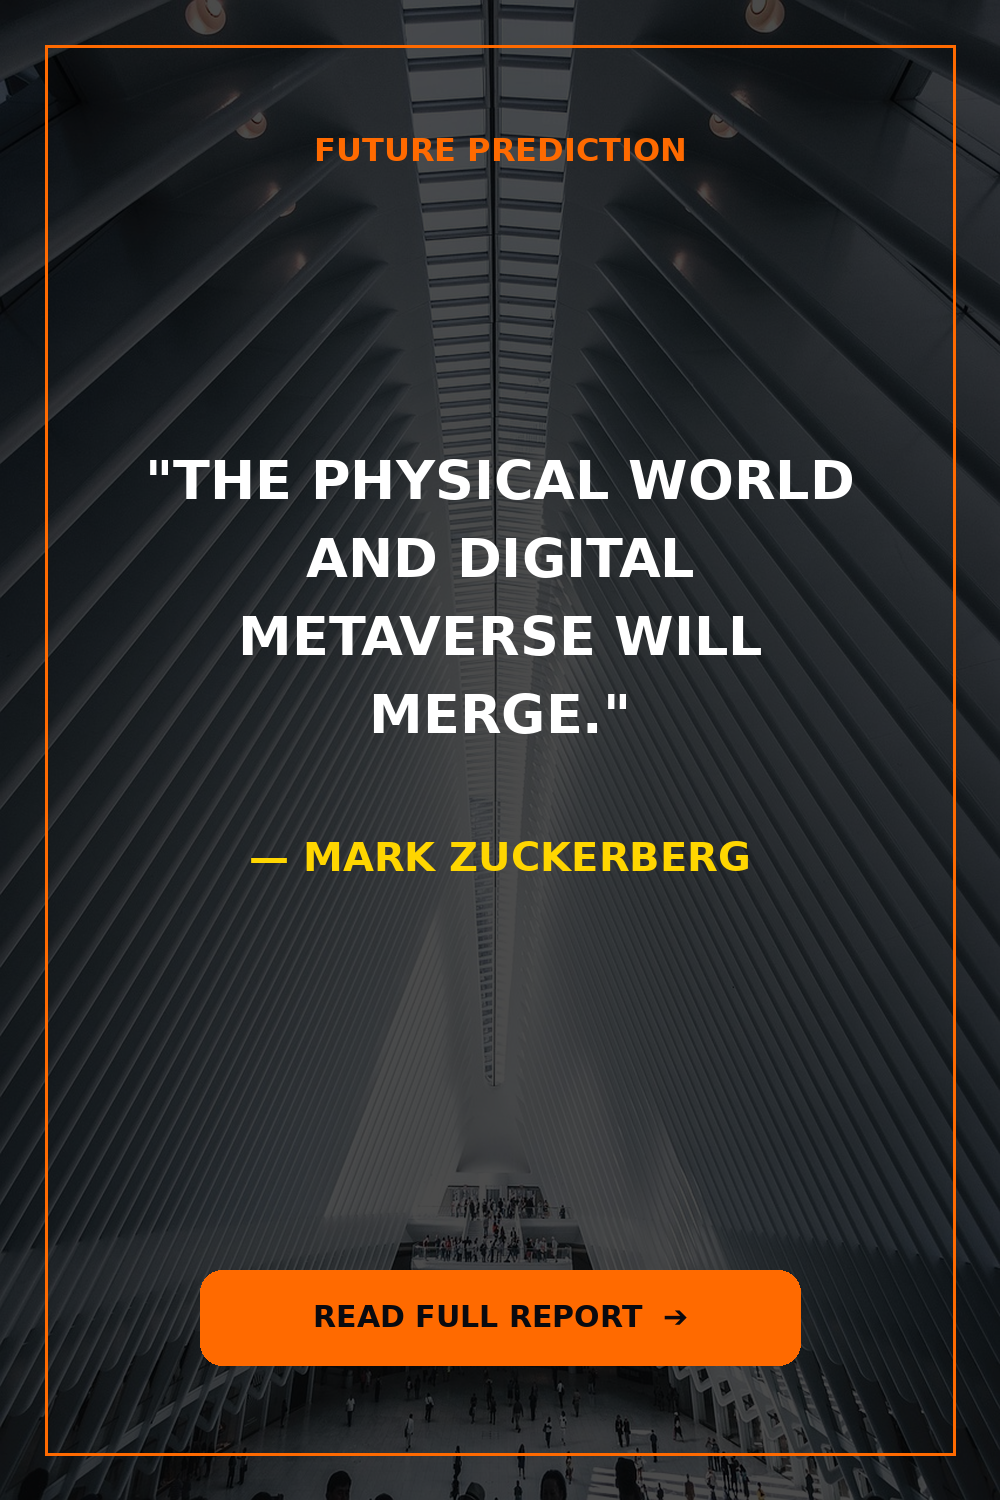 FUTURE PREDICTION
"THE PHYSICAL WORLD
AND DIGITAL
METAVERSE WILL
MERGE."
— MARK ZUCKERBERG
READ FULL REPORT ➔